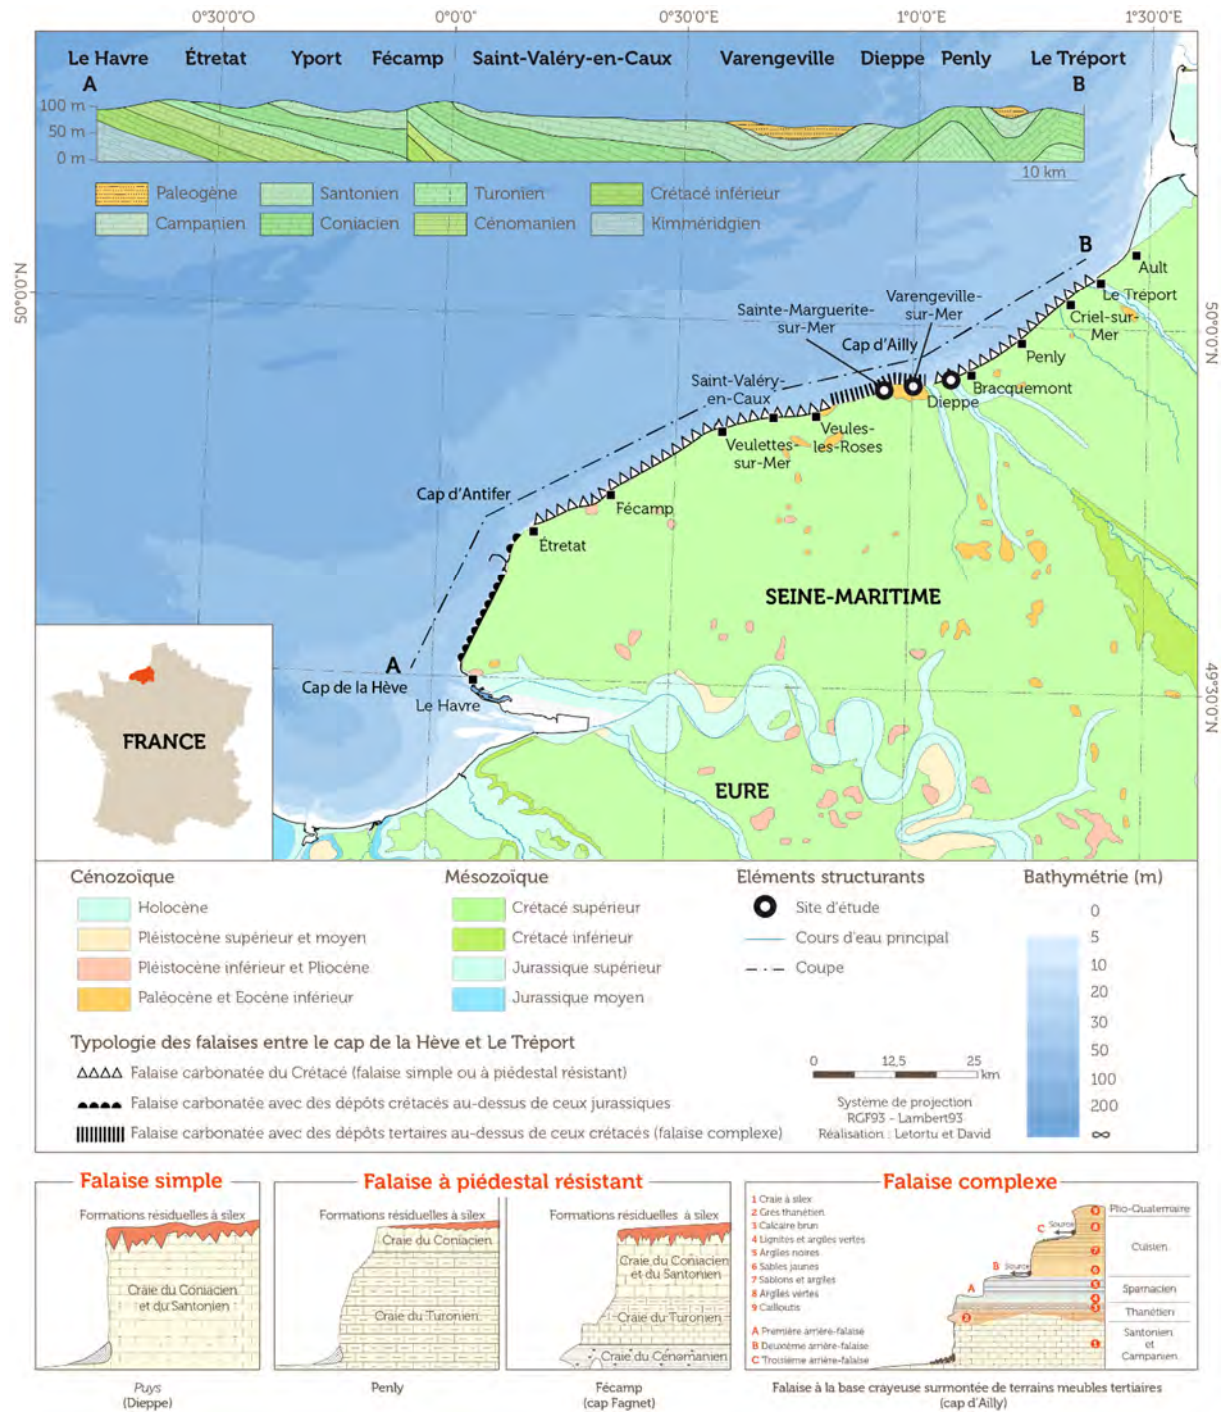 0°30'0"O
0°0'0"
0°30'0"O
1°0'0"E
1°30'0"E
Le Havre
Étretat
Yport
Fécamp
Saint-Valéry-en-Caux
Varengeville
Dieppe
Penly
Le Tréport
A
B
100 m
50 m
0 m
10 km
Paleogène
Santonien
Turonien
Crétacé inférieur
Campanien
Coniacien
Cénomanien
Kimméridgien
50°0'0"N
50°0'0"N
49°30'0"N
B
Ault
Le Tréport
Criel-sur-
Mer
Penly
Bracquemont
Varengeville-
sur-Mer
Sainte-Marguerite-
sur-Mer
Cap d'Ailly
Dieppe
Saint-Valéry-
en-Caux
Veules-
les-Roses
Veulettes-
sur-Mer
Cap d'Antifer
Fécamp
Étretat
SEINE-MARITIME
A
Cap de la Hève
Le Havre
EURE
FRANCE
Cénozoïque
Holocène
Pléistocène supérieur et moyen
Pléistocène inférieur et Pliocène
Paléocène et Eocène inférieur
Mésozoïque
Crétacé supérieur
Crétacé inférieur
Jurassique supérieur
Jurassique moyen
Eléments structurants
Site d'étude
Cours d'eau principal
Coupe
Bathymétrie (m)
0
5
10
20
30
50
100
200
∞
Typologie des falaises entre le cap de la Hève et Le Tréport
Falaise carbonatée du Crétacé (falaise simple ou à piédestal résistant)
Falaise carbonatée avec des dépôts crétacés au-dessus de ceux jurassiques
Falaise carbonatée avec des dépôts tertaires au-dessus de ceux crétacés (falaise complexe)
0 12,5 25
km
Système de projection
RGF93 - Lambert93
Réalisation : Letortu et David
Falaise simple
Formations résiduelles à silex
Craie du Coniacien
et du Santonien
Puys
(Dieppe)
Falaise à piédestal résistant
Formations résiduelles à silex
Craie du Coniacien
Craie du Turonien
Penly
Formations résiduelles à silex
Craie du Coniacien
et du Santonien
Craie du Turonien
Craie du Cénomanien
Fécamp
(cap Fagnet)
Falaise complexe
1 Craie à silex
2 Gres thanétien
3 Calcaire brun
4 Lignites et argiles vertes
5 Argiles noires
6 Sables jaunes
7 Sablons et argiles
8 Argiles vertes
9 Cailloutis
A Première arrière-falaise
B Deuxième arrière-falaise
C Troisième arrière-falaise
C
Source
B
Source
A
9
8
7
6
5
4
3
2
1
Plio-Quaternaire
Cuisien
Sparnacien
Thanétien
Santonien
et
Campanien
Falaise à la base crayeuse surmontée de terrains meubles tertiaires
(cap d'Ailly)